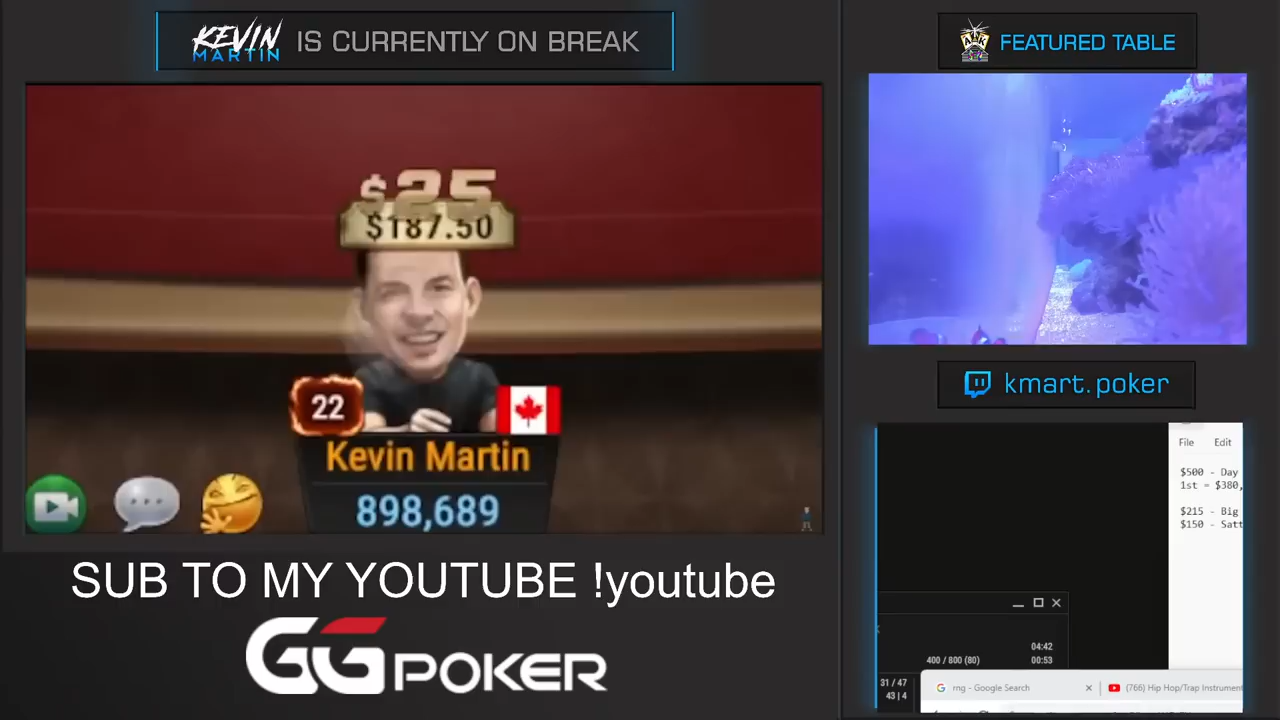 KEVIN MARTIN IS CURRENTLY ON BREAK
FEATURED TABLE
$25
$187.50
22
Kevin Martin
898,689
SUB TO MY YOUTUBE !youtube
GGPOKER
kmart.poker
File Edit
$500 - Day
1st = $380,
$215 - Big
$150 - Satt
04:42
400 / 800 (80) 00:53
31 / 47
43 | 4
rng - Google Search
(766) Hip Hop/Trap Instrument